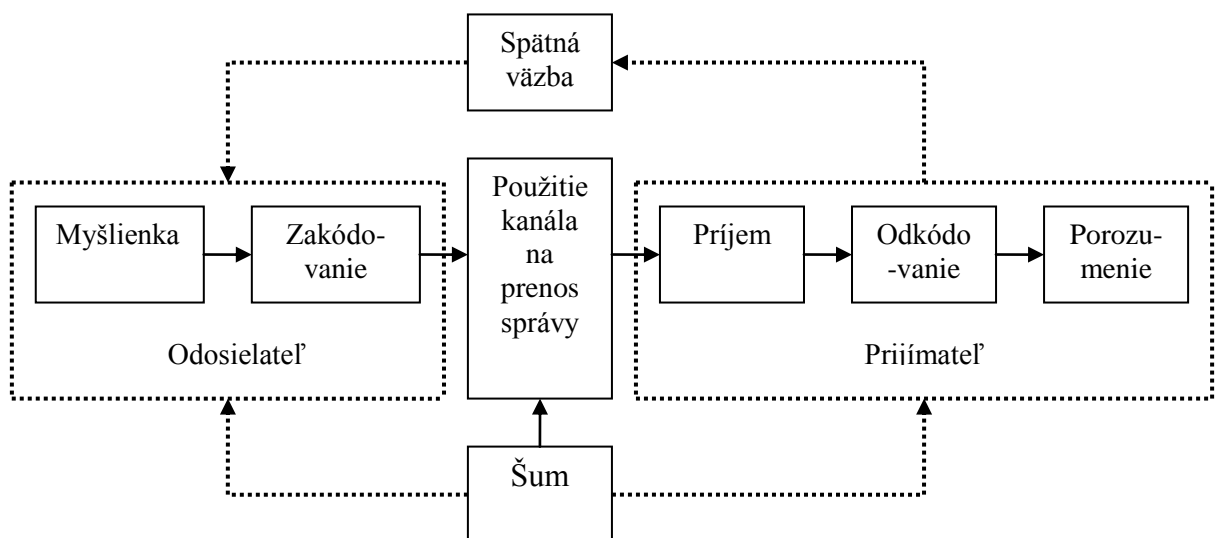 Spätná
väzba
Myšlienka
Zakódo-
vanie
Odosielateľ
Použitie
kanála
na
prenos
správy
Príjem
Odkódo
-vanie
Porozu-
menie
Prijímateľ
Šum